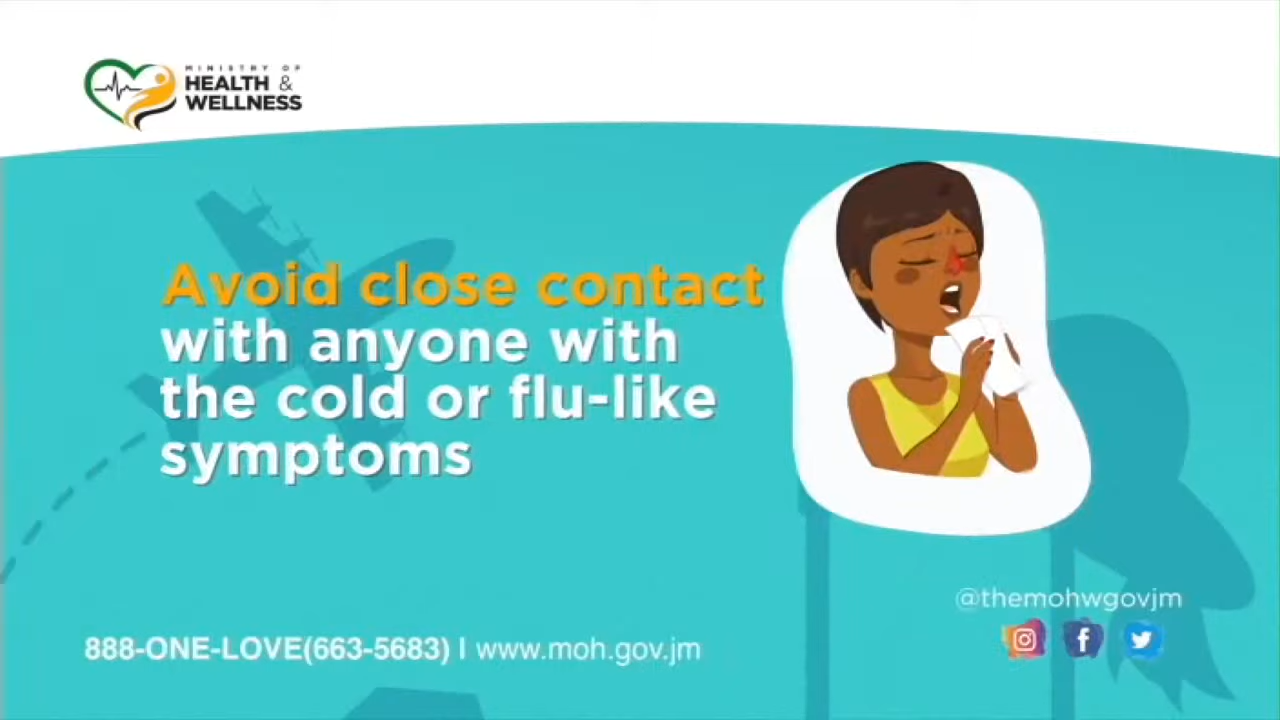 MINISTRY OF
HEALTH &
WELLNESS
Avoid close contact
with anyone with
the cold or flu-like
symptoms
@themohwgovjm
888-ONE-LOVE(663-5683) I www.moh.gov.jm